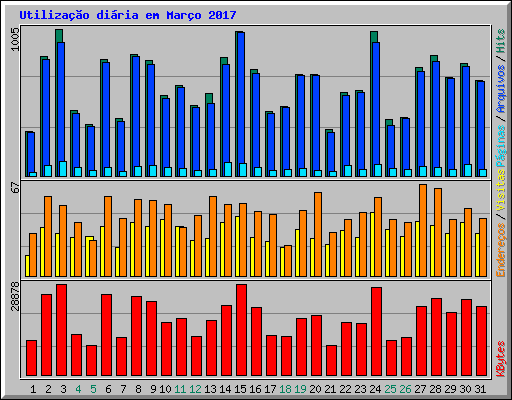 Utilização diária em Março 2017
1005
67
28878
Páginas / Arquivos / Hits
Endereços / Visitas
KBytes
1 2 3 4 5 6 7 8 9 10 11 12 13 14 15 16 17 18 19 20 21 22 23 24 25 26 27 28 29 30 31